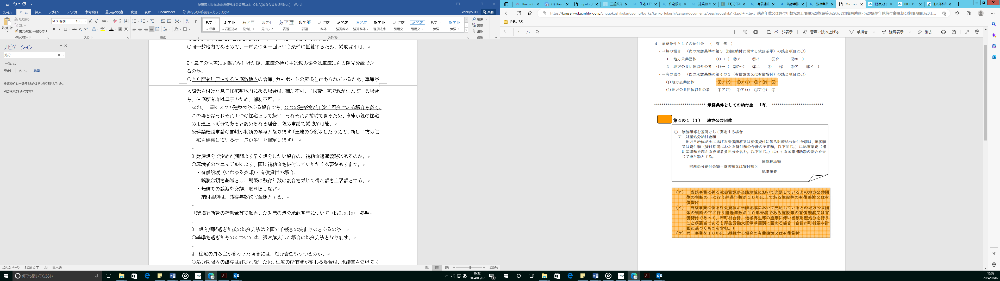 尾鷲市太陽光発電設備等設置費補助金 Q&A(審査会質疑追加ver.) - Word
ファイル ホーム 挿入 デザイン レイアウト 参考資料 差し込み文書 校閲 表示 DocuWorks 実行したい作業を入力してください... kankyou12 共有
切り取り
コピー
書式のコピー/貼り付け
貼り付け
クリップボード
ＭＳ 明朝 10.5
フォント
段落
あア亜 あア亜 あア亜 あア亜 あア亜 あア亜 あア亜 あア亜 あア亜 あア亜 あア亜 あア亜 あア亜 あア亜
標準 行間詰め 見出し 1 見出し 2 表題 副題 斜体 強調斜体 強調斜体 2 強調太字 引用文 引用文 2 参照 参照 2
スタイル
検索
置換
選択
編集
ナビゲーション
処分
一致なし
見出し ページ 結果
検索条件に一致するものは見つかりませんでした。
別の検索を行いますか?
○同一敷地内であるので、一戸につき一回という条件に抵触するため、補助は不可。
Q：息子の住宅に太陽光を付けた後、車庫の持ち主は親の場合は車庫にも太陽光設置でき
るのか。
○自ら所有し居住する住宅敷地内の倉庫、カーポートの屋根と定められているため、車庫が
太陽光を付けた息子住宅敷地内にある場合は、補助不可。二世帯住宅で親が住んでいる場合
も、住宅所有者は息子のため、補助不可。
なお、１筆に２つの建築物がある場合でも、２つの建築物が用途上可分である場合も多く、
この場合はそれぞれ１つの住宅として扱い、それぞれに補助できるため、車庫が親の住宅
の用途上不可分であると認められる場合、親の申請で補助が可能。
※建築確認申請の書類が判断の参考となります（土地の分割をしたうえで、新しい方の住
宅を建築しているケースが多いと推察します）。
Q:財産処分で定めた期間より早く処分したい場合の、補助金返還義務はあるのか。
○環境省のマニュアルにより、国に補助金を納付していただく必要があります。
・有償譲渡（いわゆる売却）・有償貸付の場合
譲渡金額を基礎とし、期限の残存年数の割合を乗じて得た額を上限額とする。
・無償での譲渡や交換、取り壊しなど
納付金額は、残存年数納付金額とする。
「環境省所管の補助金等で取得した財産の処分承認基準について（H20.5.15)」参照
Q：処分期間過ぎた後の処分方法は？国で手続きの決まりなどあるのか。
○基準を過ぎたものについては、通常購入した場合の処分方法となります。
Q：住宅の持ち主が変わった場合には、処分責任もうつるのか。
○処分期限内の譲渡は許されないため、住宅の所有者が変わる場合は、承諾書を受けてく
12/12 ページ 8136 文字 日本語 130%
何でも聞いてください
あ 16:32
2024/03/07
Discord( (1) Disco input - フ 三重県尾 住宅１戸 住宅敷地 建築物 用 『可分不可 有償譲渡 残存年数 残存年数 Microsof 既存スト 0000355 【文部科学
https://kouseikyoku.mhlw.go.jp/chugokushikoku/gyomu/bu_ka/kenko_fukushi/zaisan/documents/besshiyoushiki1-3.pdf#:~:text=残存年数又は貸付年数%20上限額%28施設等%29%3D国庫補助額×%20残存年数納付金額,処分制限期間%20上...
お気に入り
1 / 2 ページ表示 音声で読み上げる 手描き 強調表示 消去
４ 承認条件としての納付金 （ 有 無 ）
・→無の場合 （次の承認基準の第３（国庫納付に関する承認基準）の該当項目に○）
１ 地方公共団体 (1)→（ ②ア ②イ ②ウ ②エ ）
２ 地方公共団体以外の者 (1)→（ ②ア～ｳ ②エ ③ ④ ⑤ア ⑤イ ）
・→有の場合 （次の承認基準の第４の１（有償譲渡又は有償貸付）の該当項目に○）
(1)地方公共団体 ①ア(ｱ) ①ア(ｲ) ①ア(ｳ) ②
(2)地方公共団体以外の者 ①ア(ｱ) ①ア(ｲ) ①ア(ｳ) ②
*************************** 承認条件としての納付金 「有」 ***************************
第４の１（１） 地方公共団体
① 譲渡額等を基礎として算定する場合
ア 財産処分納付金額
地方自治体が次に掲げる有償譲渡又は有償貸付に係る財産処分納付金額は、譲渡額
又は貸付額（貸付期間にわたる貸付額の合計の予定額。以下同じ。）に総事業費（補
助基準額を超える設置者負担分を含む。以下同じ。）に対する国庫補助額の割合を乗
じて得た額とする。
国庫補助額
財産処分納付金額＝譲渡額又は貸付額×
総事業費
（ア） 当該事業に係る社会資源が当該地域において充足しているとの地方公共団
体の判断の下に行う経過年数が１０年以上である施設等の有償譲渡又は有
償貸付
（イ） 当該事業に係る社会資源が当該地域において充足しているとの地方公共団
体の判断の下に行う経過年数が１０年未満である施設等の有償譲渡又は有
償貸付であって、市町村合併、地域再生等の施策に伴い当該財産処分を行う
ことが適当であると厚生労働大臣等が個別に認める場合（合併市町村基本計
画に基づくものを含む。）
（ウ）同一事業を１０年以上継続する場合の有償譲渡又は有償貸付
16:32
2024/03/07